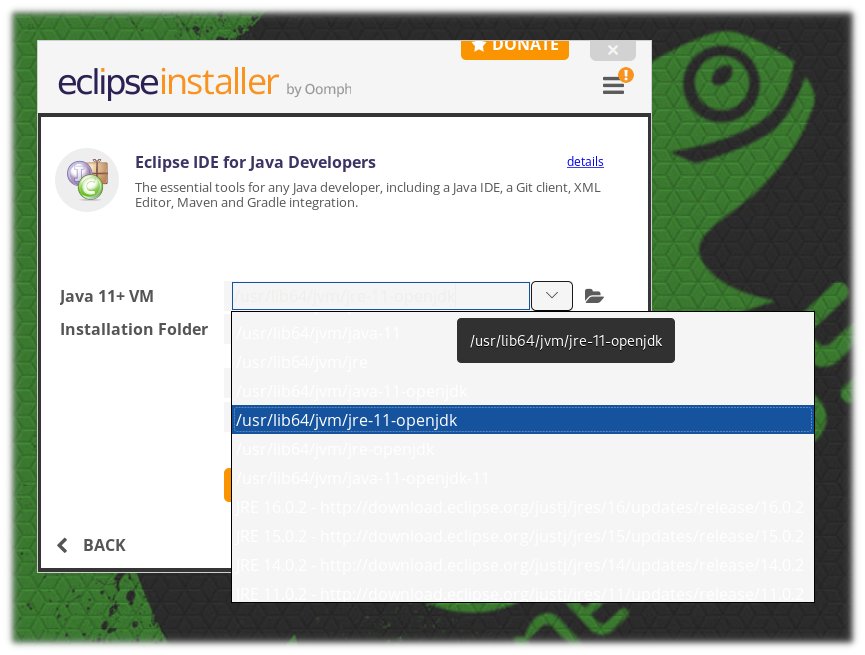 DONATE
eclipseinstaller by Oomph
Eclipse IDE for Java Developers
details
The essential tools for any Java developer, including a Java IDE, a Git client, XML
Editor, Maven and Gradle integration.
Java 11+ VM
/usr/lib64/jvm/jre-11-openjdk
Installation Folder
/usr/lib64/jvm/java-11
/usr/lib64/jvm/jre-11-openjdk
/usr/lib64/jvm/jre
/usr/lib64/jvm/java-11-openjdk
/usr/lib64/jvm/jre-11-openjdk
/usr/lib64/jvm/jre-openjdk
/usr/lib64/jvm/java-11-openjdk-11
JRE 16.0.2 - http://download.eclipse.org/justj/jres/16/updates/release/16.0.2
JRE 15.0.2 - http://download.eclipse.org/justj/jres/15/updates/release/15.0.2
JRE 14.0.2 - http://download.eclipse.org/justj/jres/14/updates/release/14.0.2
JRE 11.0.2 - http://download.eclipse.org/justj/jres/11/updates/release/11.0.2
BACK